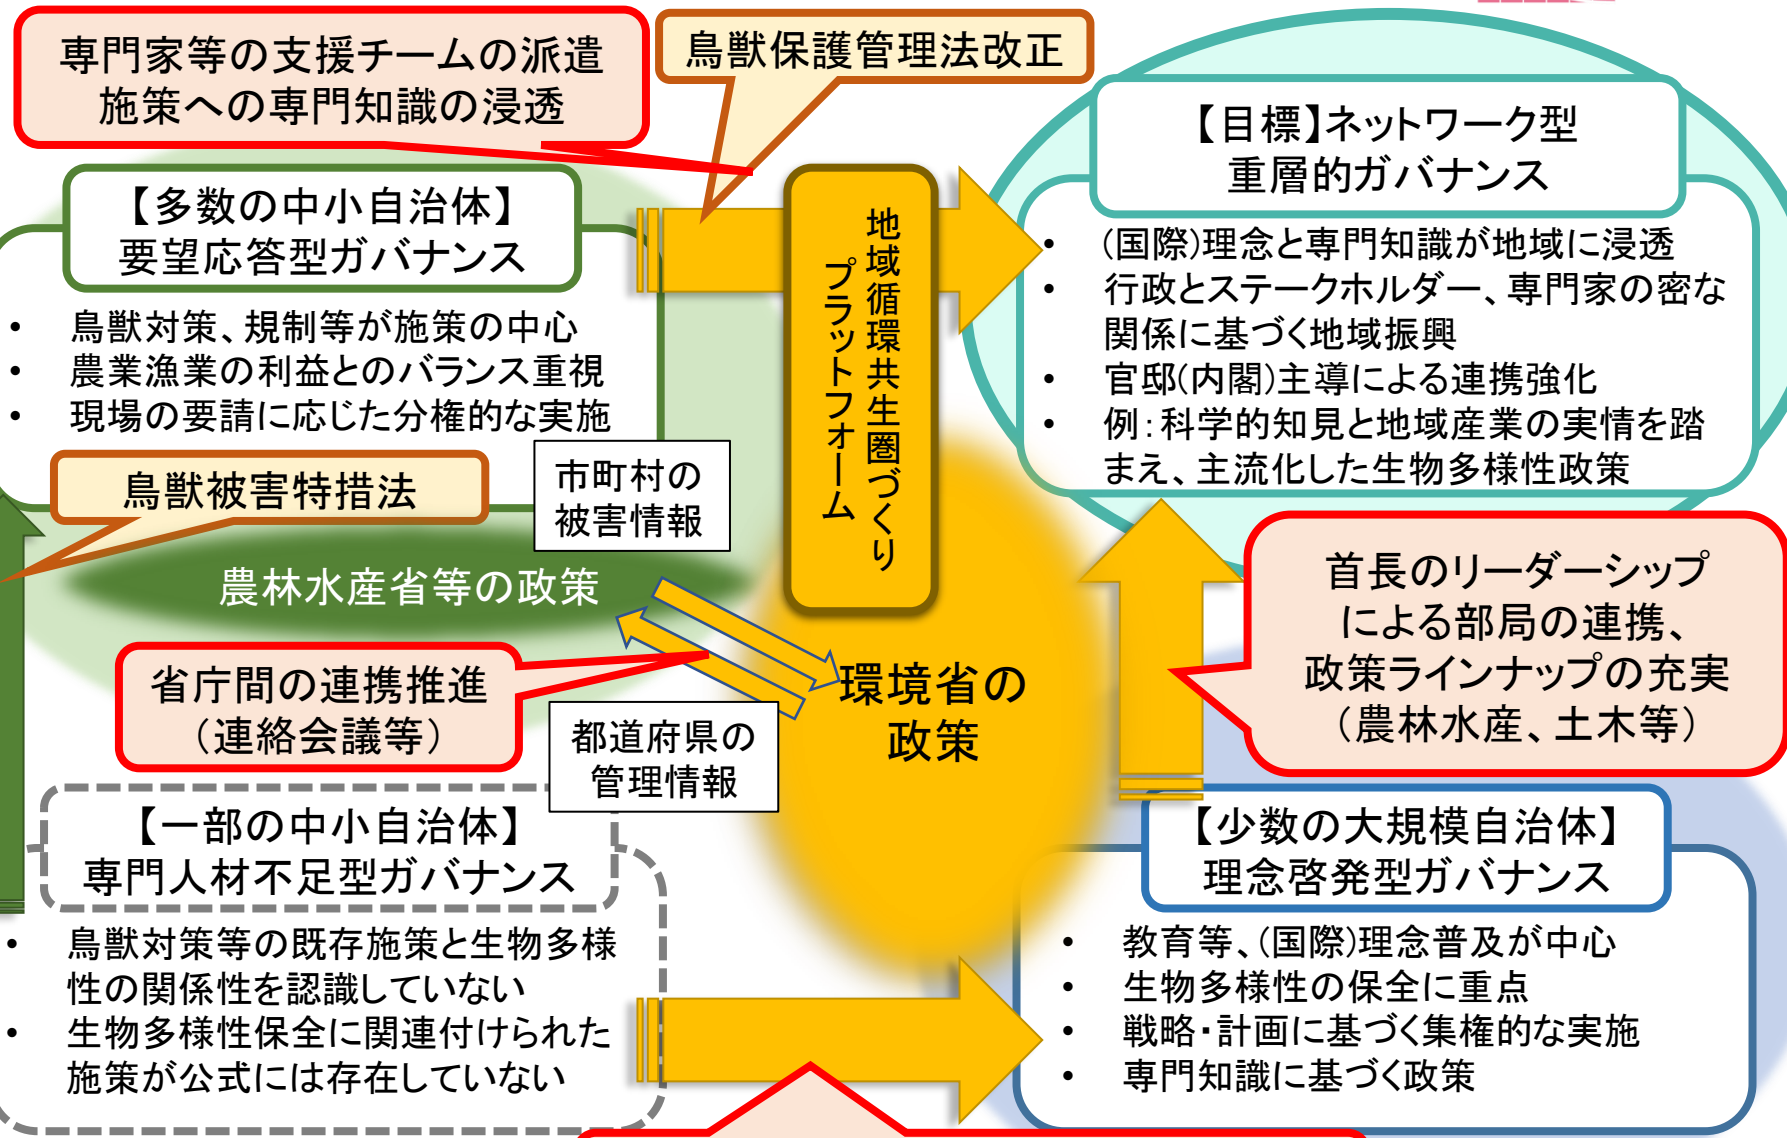 専門家等の支援チームの派遣
施策への専門知識の浸透
鳥獣保護管理法改正
【目標】ネットワーク型
重層的ガバナンス
• (国際)理念と専門知識が地域に浸透
• 行政とステークホルダー、専門家の密な
関係に基づく地域振興
• 官邸(内閣)主導による連携強化
• 例：科学的知見と地域産業の実情を踏
まえ、主流化した生物多様性政策
【多数の中小自治体】
要望応答型ガバナンス
• 鳥獣対策、規制等が施策の中心
• 農業漁業の利益とのバランス重視
• 現場の要請に応じた分権的な実施
地域循環共生圏づくり
プラットフォーム
鳥獣被害特措法
市町村の
被害情報
農林水産省等の政策
省庁間の連携推進
（連絡会議等）
都道府県の
管理情報
環境省の
政策
首長のリーダーシップ
による部局の連携、
政策ラインナップの充実
（農林水産、土木等）
【一部の中小自治体】
専門人材不足型ガバナンス
• 鳥獣対策等の既存施策と生物多様
性の関係性を認識していない
• 生物多様性保全に関連付けられた
施策が公式には存在していない
【少数の大規模自治体】
理念啓発型ガバナンス
• 教育等、(国際)理念普及が中心
• 生物多様性の保全に重点
• 戦略・計画に基づく集権的な実施
• 専門知識に基づく政策